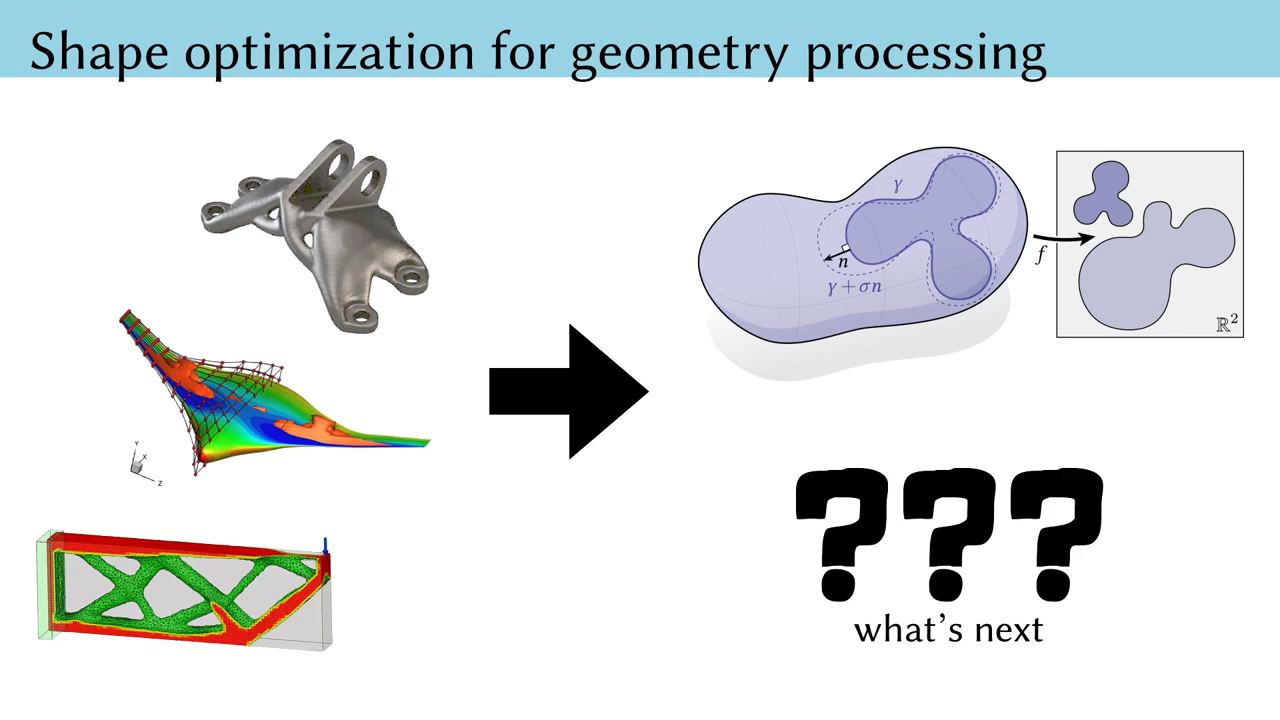 Shape optimization for geometry processing
γ
n
γ + σn
f
ℝ²
Y
X
Z
???
what's next